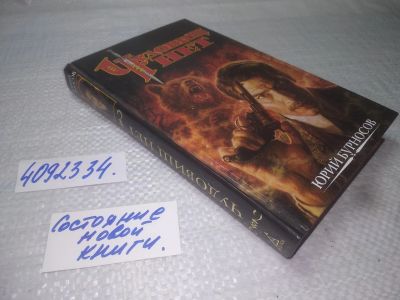 ЧУДОВИЩ
НЕТ
ЮРИЙ БУРНОСОВ
ЧУДОВИЩ НЕТ
4092334.
Состояние
новой
книги.